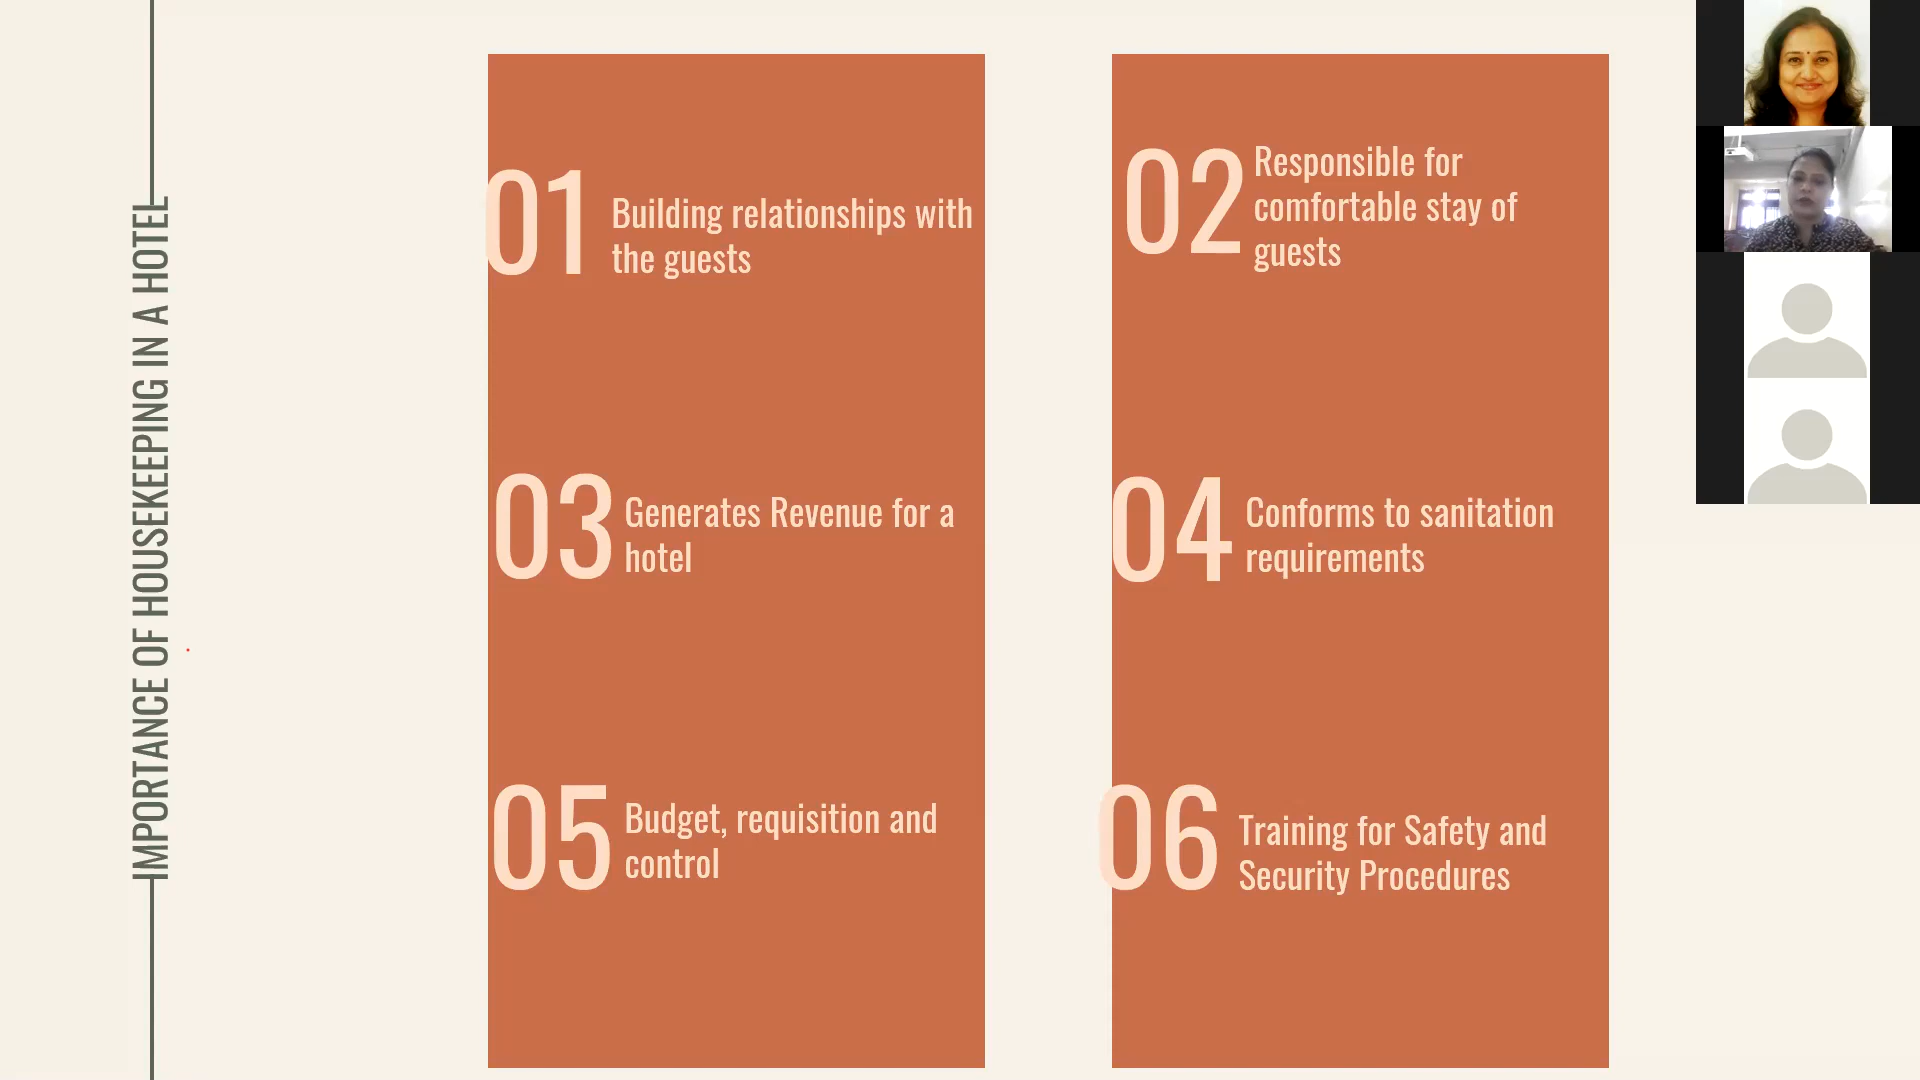 IMPORTANCE OF HOUSEKEEPING IN A HOTEL
01
Building relationships with
the guests
02
Responsible for
comfortable stay of
guests
03
Generates Revenue for a
hotel
04
Conforms to sanitation
requirements
05
Budget, requisition and
control
06
Training for Safety and
Security Procedures